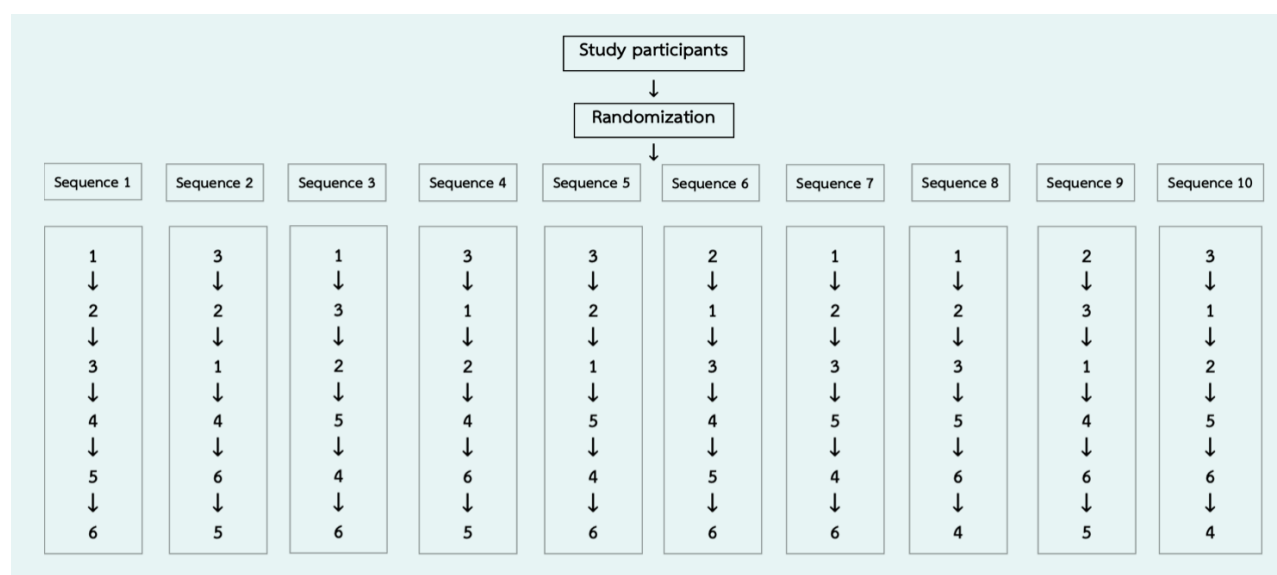 Study participants
↓
Randomization
↓
Sequence 1 Sequence 2 Sequence 3 Sequence 4 Sequence 5 Sequence 6 Sequence 7 Sequence 8 Sequence 9 Sequence 10
1 3 1 3 3 2 1 1 2 3
↓ ↓ ↓ ↓ ↓ ↓ ↓ ↓ ↓ ↓
2 2 3 1 2 1 2 2 3 1
↓ ↓ ↓ ↓ ↓ ↓ ↓ ↓ ↓ ↓
3 1 2 2 1 3 3 3 1 2
↓ ↓ ↓ ↓ ↓ ↓ ↓ ↓ ↓ ↓
4 4 5 4 5 4 5 5 4 5
↓ ↓ ↓ ↓ ↓ ↓ ↓ ↓ ↓ ↓
5 6 4 6 4 5 4 6 6 6
↓ ↓ ↓ ↓ ↓ ↓ ↓ ↓ ↓ ↓
6 5 6 5 6 6 6 4 5 4